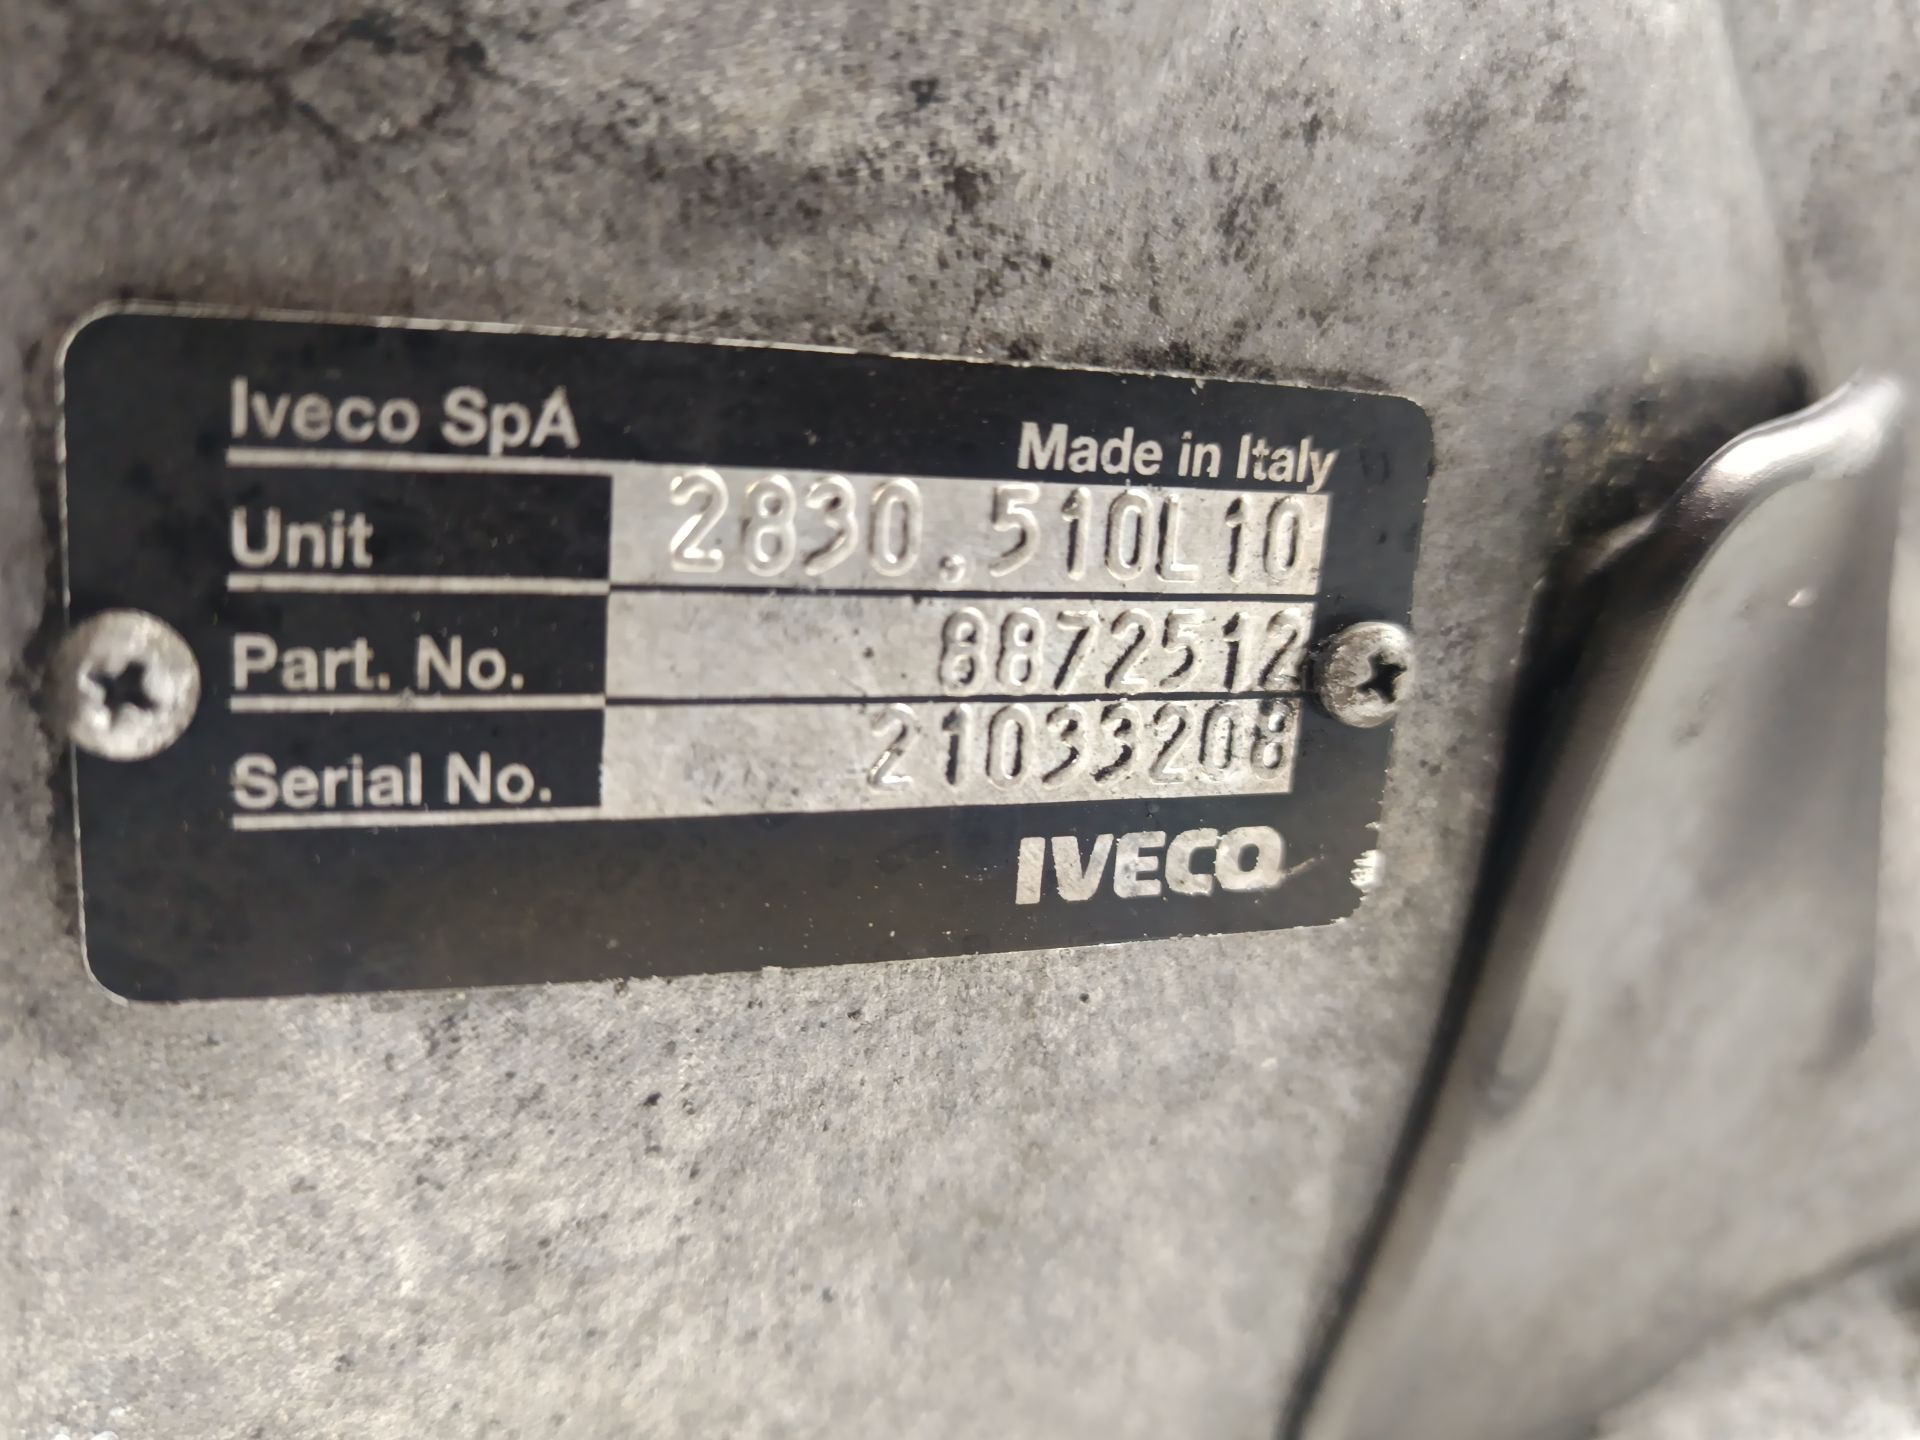 Iveco SpA
Made in Italy
Unit 2830.510L10
Part. No. 8872512
Serial No. 21033208
IVECO